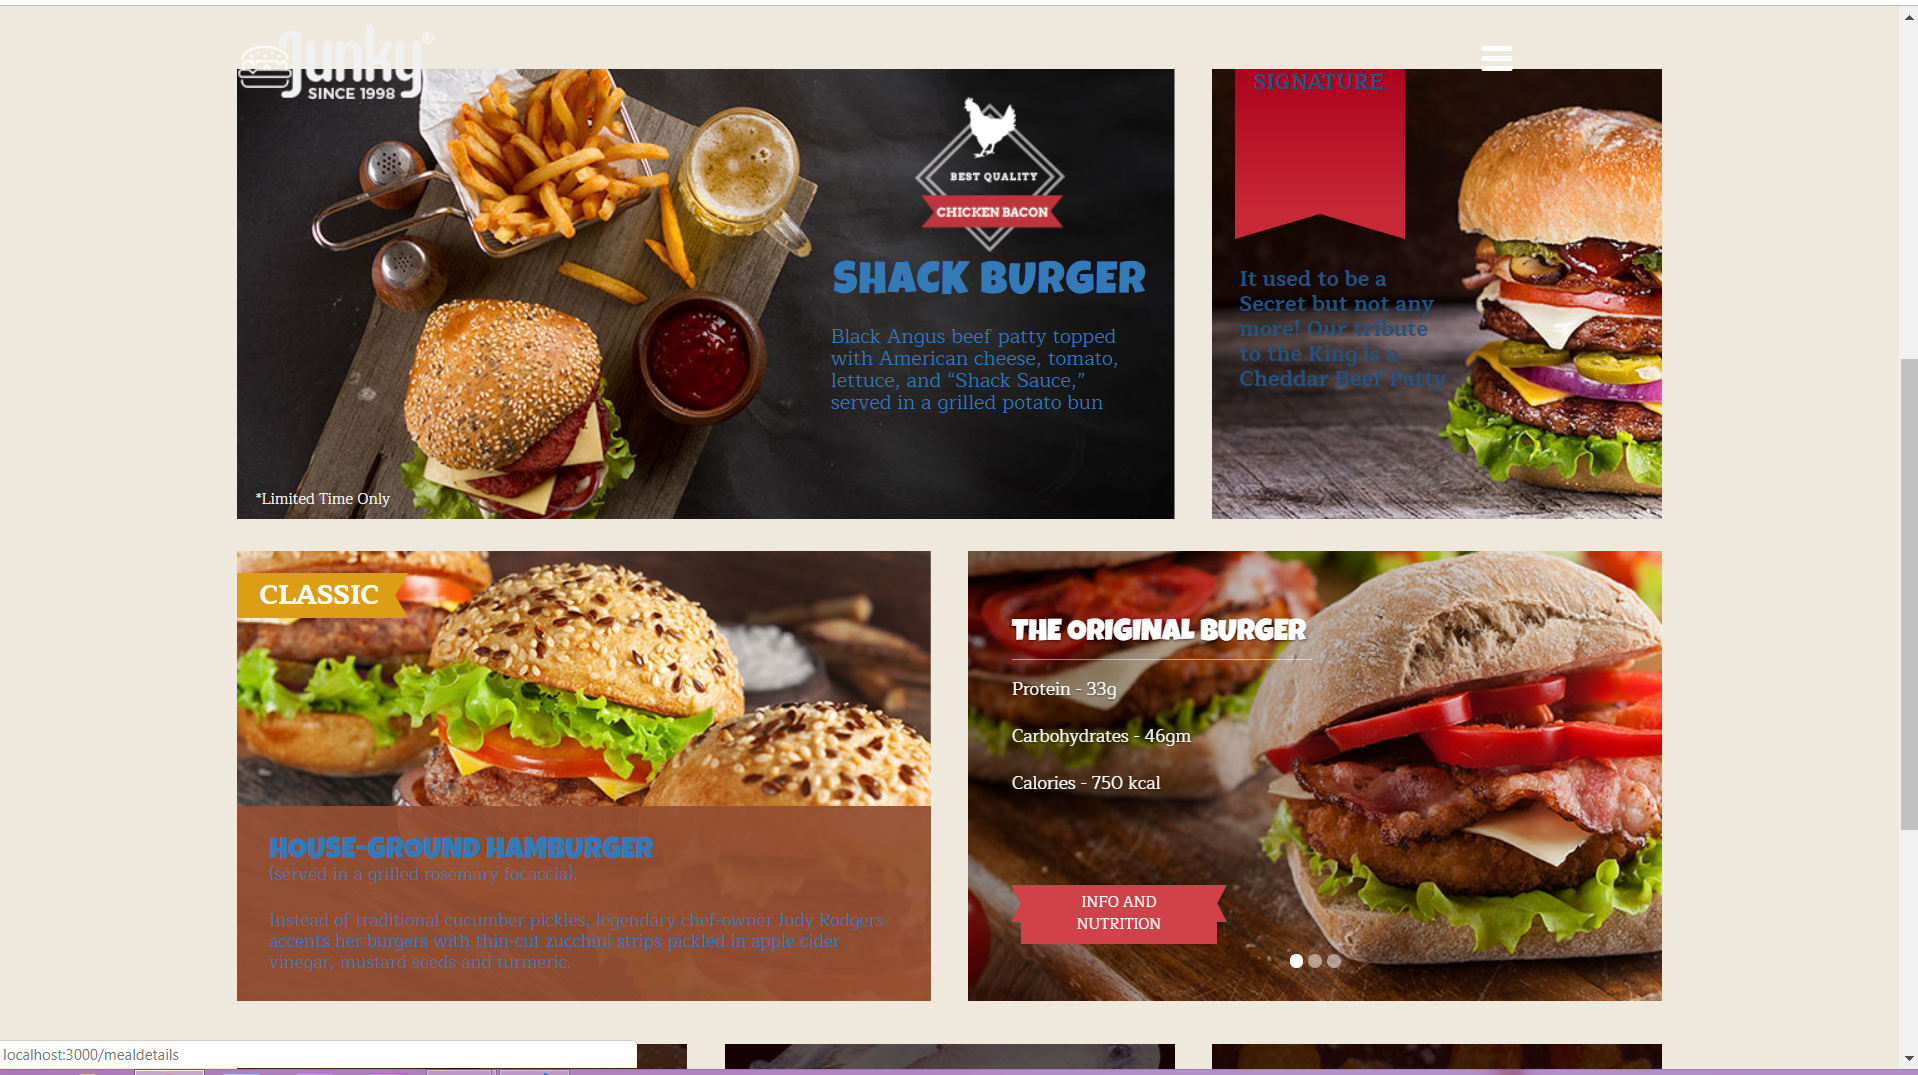 Junky®
SINCE 1998
BEST QUALITY
CHICKEN BACON
SHACK BURGER
Black Angus beef patty topped
with American cheese, tomato,
lettuce, and “Shack Sauce,”
served in a grilled potato bun
*Limited Time Only
SIGNATURE
It used to be a
Secret but not any
more! Our tribute
to the King is a
Cheddar Beef Patty
CLASSIC
HOUSE-GROUND HAMBURGER
(served in a grilled rosemary focaccia).
Instead of traditional cucumber pickles, legendary chef-owner Judy Rodgers
accents her burgers with thin-cut zucchini strips pickled in apple cider
vinegar, mustard seeds and turmeric.
THE ORIGINAL BURGER
Protein - 33g
Carbohydrates - 46gm
Calories - 750 kcal
INFO AND
NUTRITION
localhost:3000/mealdetails